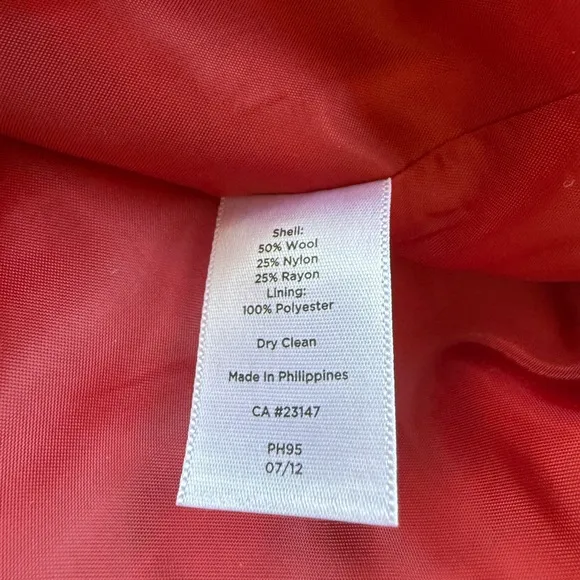 Shell:
50% Wool
25% Nylon
25% Rayon
Lining:
100% Polyester
Dry Clean
Made In Philippines
CA #23147
PH95
07/12